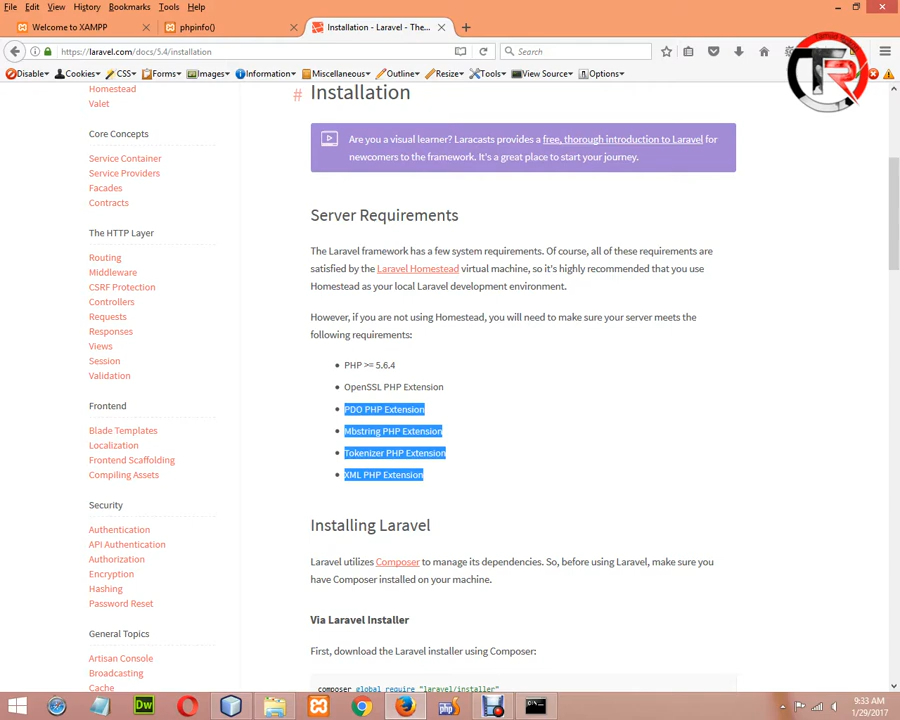 File Edit View History Bookmarks Tools Help
Welcome to XAMPP
phpinfo()
Installation - Laravel - The...
https://laravel.com/docs/5.4/installation
Search
Disable Cookies CSS Forms Images Information Miscellaneous Outline Resize Tools View Source Options
TR
Homestead
Valet
Core Concepts
Service Container
Service Providers
Facades
Contracts
The HTTP Layer
Routing
Middleware
CSRF Protection
Controllers
Requests
Responses
Views
Session
Validation
Frontend
Blade Templates
Localization
Frontend Scaffolding
Compiling Assets
Security
Authentication
API Authentication
Authorization
Encryption
Hashing
Password Reset
General Topics
Artisan Console
Broadcasting
Cache
# Installation
Are you a visual learner? Laracasts provides a free, thorough introduction to Laravel for
newcomers to the framework. It's a great place to start your journey.
Server Requirements
The Laravel framework has a few system requirements. Of course, all of these requirements are
satisfied by the Laravel Homestead virtual machine, so it's highly recommended that you use
Homestead as your local Laravel development environment.
However, if you are not using Homestead, you will need to make sure your server meets the
following requirements:
• PHP >= 5.6.4
• OpenSSL PHP Extension
• PDO PHP Extension
• Mbstring PHP Extension
• Tokenizer PHP Extension
• XML PHP Extension
Installing Laravel
Laravel utilizes Composer to manage its dependencies. So, before using Laravel, make sure you
have Composer installed on your machine.
Via Laravel Installer
First, download the Laravel installer using Composer:
composer global require "laravel/installer"
Dw
php
9:33 AM
1/29/2017